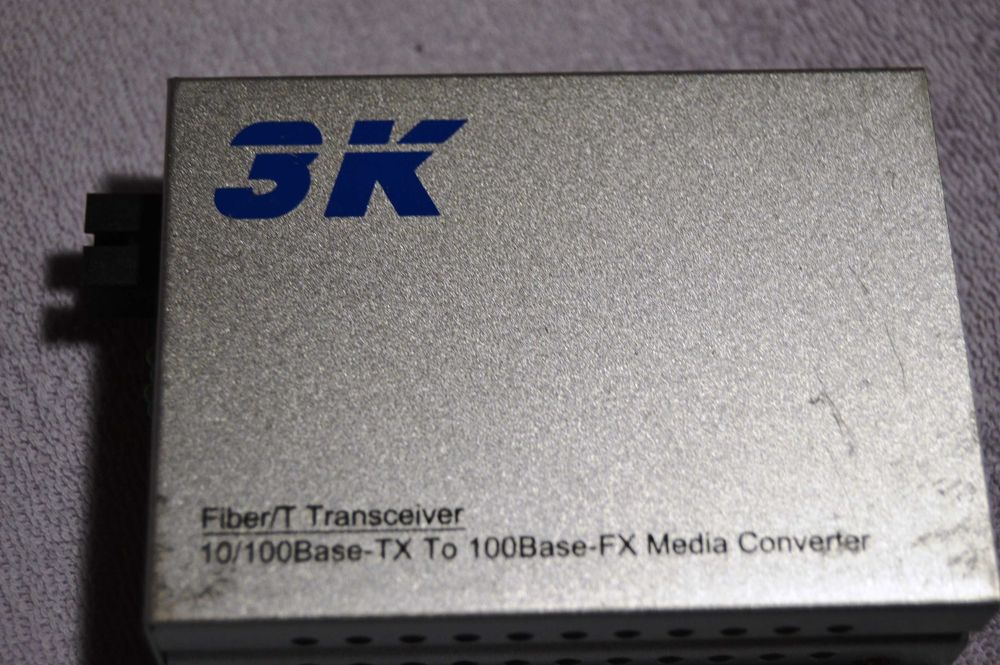 3K
Fiber/T Transceiver
10/100Base-TX To 100Base-FX Media Converter